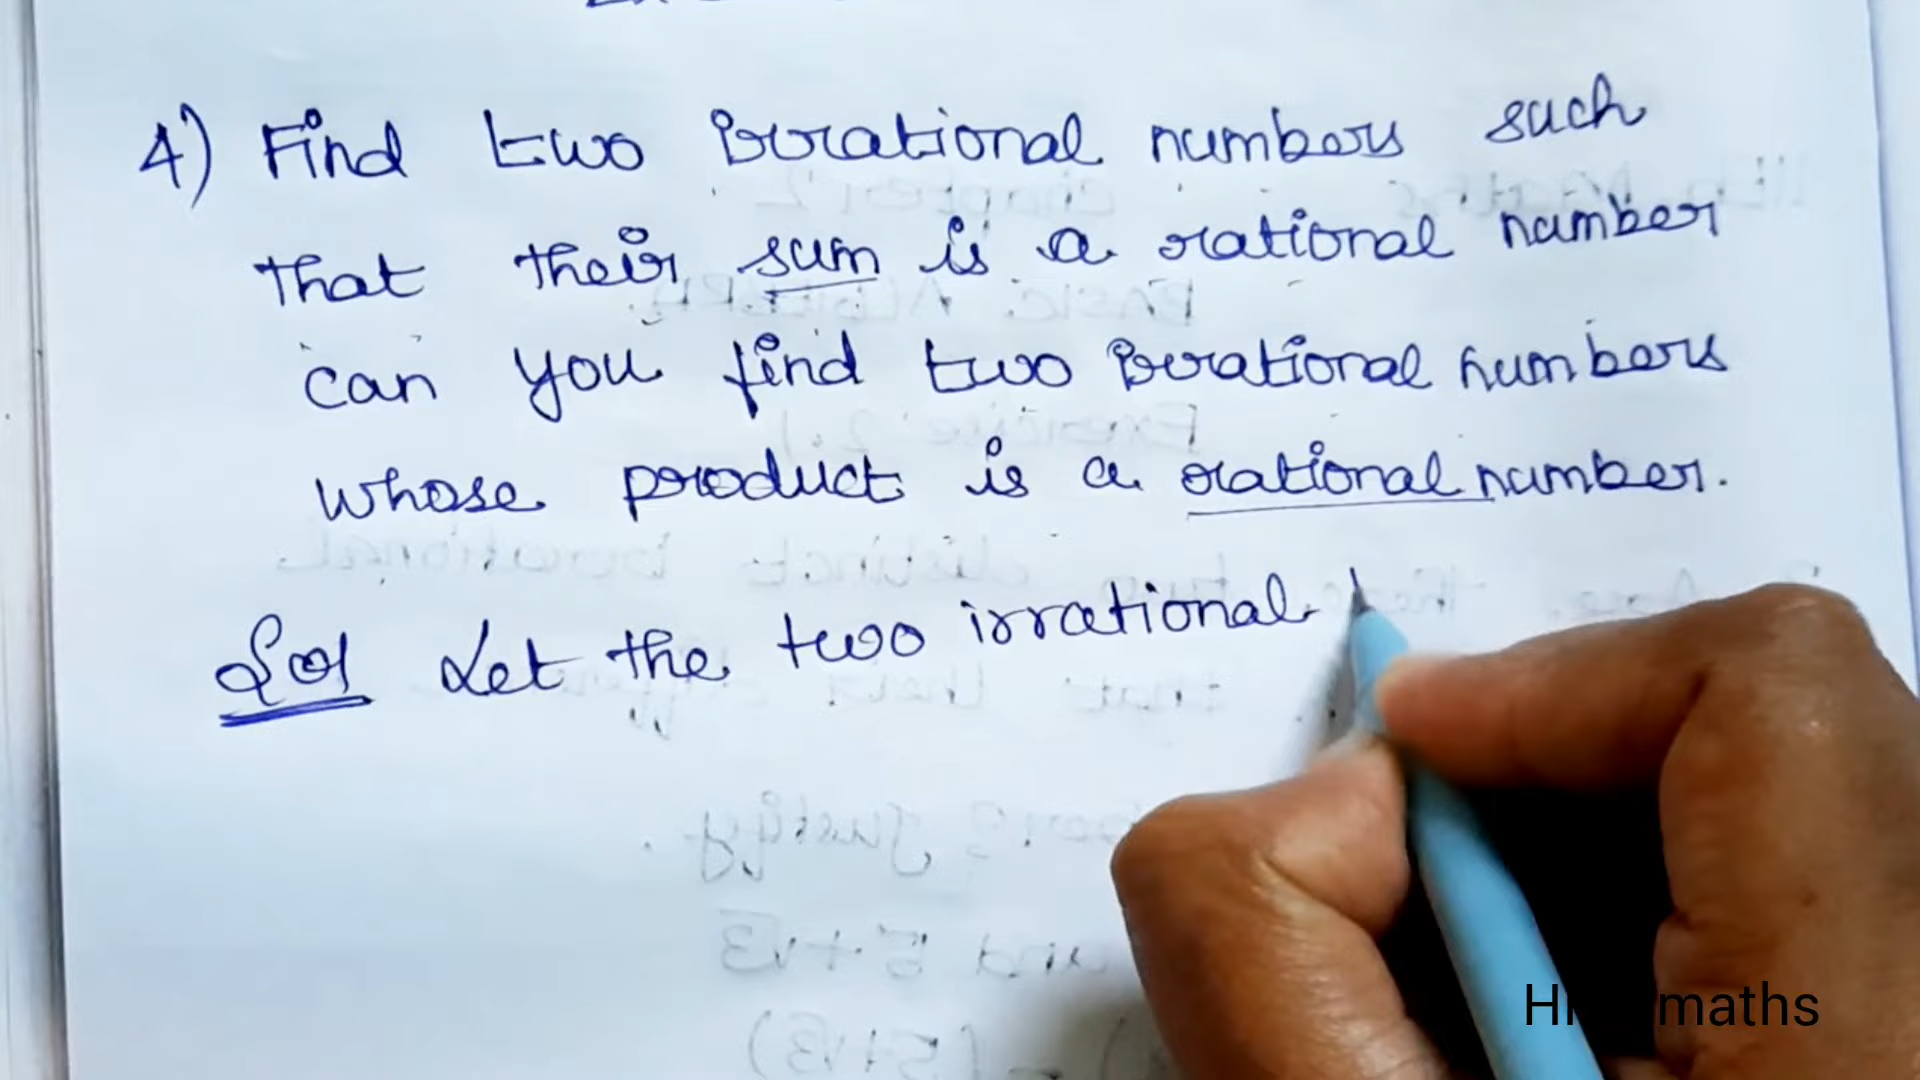 4) Find two Irrational numbers such
that their sum is a rational number
can you find two Irrational numbers
whose product is a rational number.
Sol Let the two irrational
maths